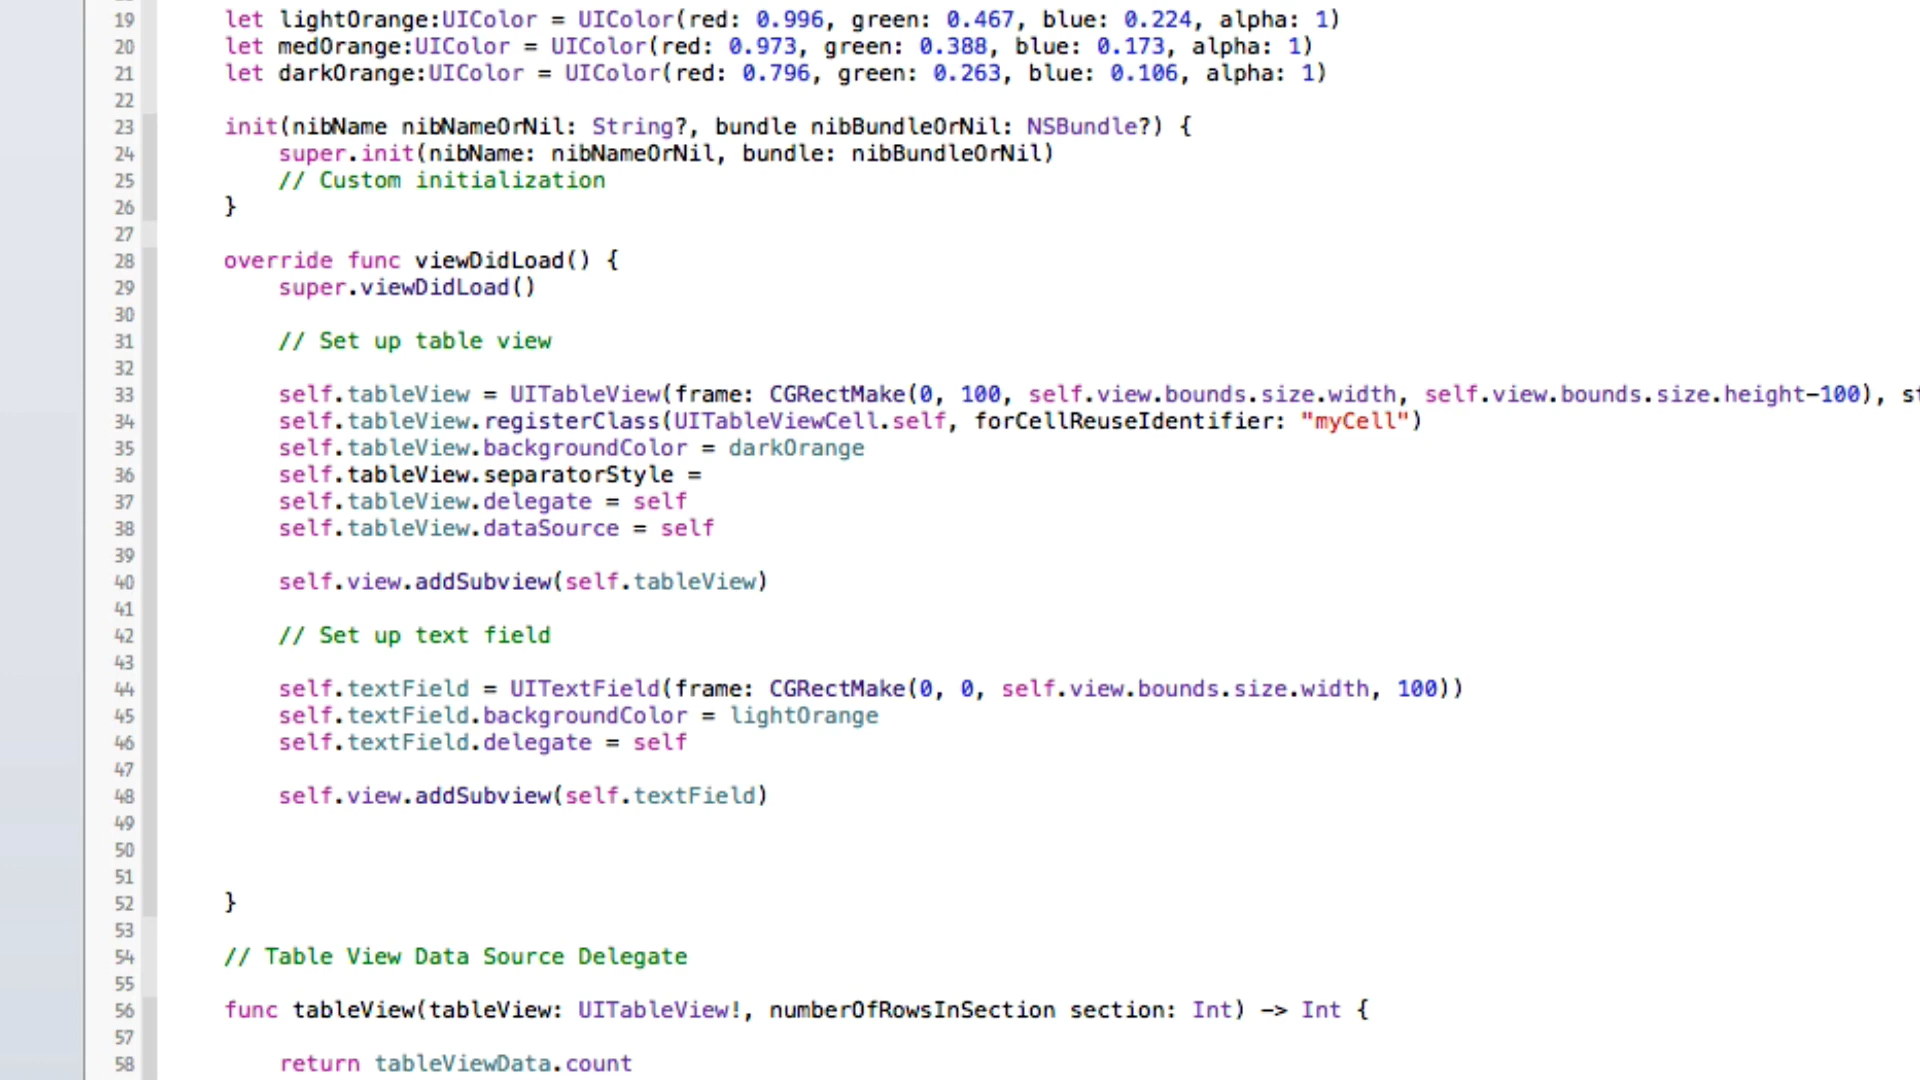 19 let lightOrange:UIColor = UIColor(red: 0.996, green: 0.467, blue: 0.224, alpha: 1)
20 let medOrange:UIColor = UIColor(red: 0.973, green: 0.388, blue: 0.173, alpha: 1)
21 let darkOrange:UIColor = UIColor(red: 0.796, green: 0.263, blue: 0.106, alpha: 1)
22
23 init(nibName nibNameOrNil: String?, bundle nibBundleOrNil: NSBundle?) {
24 super.init(nibName: nibNameOrNil, bundle: nibBundleOrNil)
25 // Custom initialization
26 }
27
28 override func viewDidLoad() {
29 super.viewDidLoad()
30
31 // Set up table view
32
33 self.tableView = UITableView(frame: CGRectMake(0, 100, self.view.bounds.size.width, self.view.bounds.size.height-100), st
34 self.tableView.registerClass(UITableViewCell.self, forCellReuseIdentifier: "myCell")
35 self.tableView.backgroundColor = darkOrange
36 self.tableView.separatorStyle =
37 self.tableView.delegate = self
38 self.tableView.dataSource = self
39
40 self.view.addSubview(self.tableView)
41
42 // Set up text field
43
44 self.textField = UITextField(frame: CGRectMake(0, 0, self.view.bounds.size.width, 100))
45 self.textField.backgroundColor = lightOrange
46 self.textField.delegate = self
47
48 self.view.addSubview(self.textField)
49
50
51
52 }
53
54 // Table View Data Source Delegate
55
56 func tableView(tableView: UITableView!, numberOfRowsInSection section: Int) -> Int {
57
58 return tableViewData.count